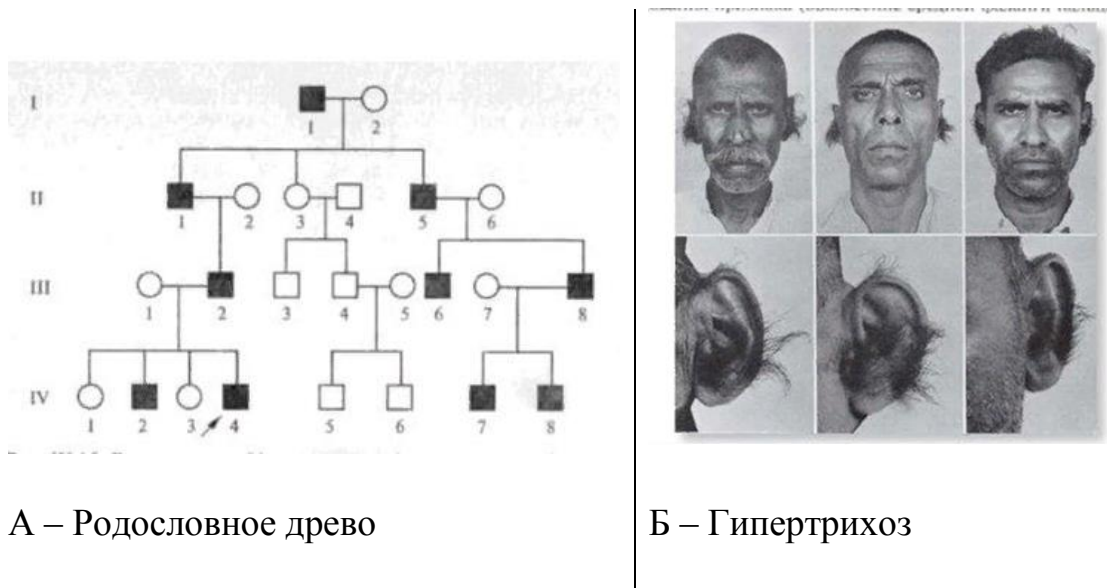 I
1 2
II
1 2 3 4 5 6
III
1 2 3 4 5 6 7 8
IV
1 2 3 4 5 6 7 8
А – Родословное древо
Б – Гипертрихоз